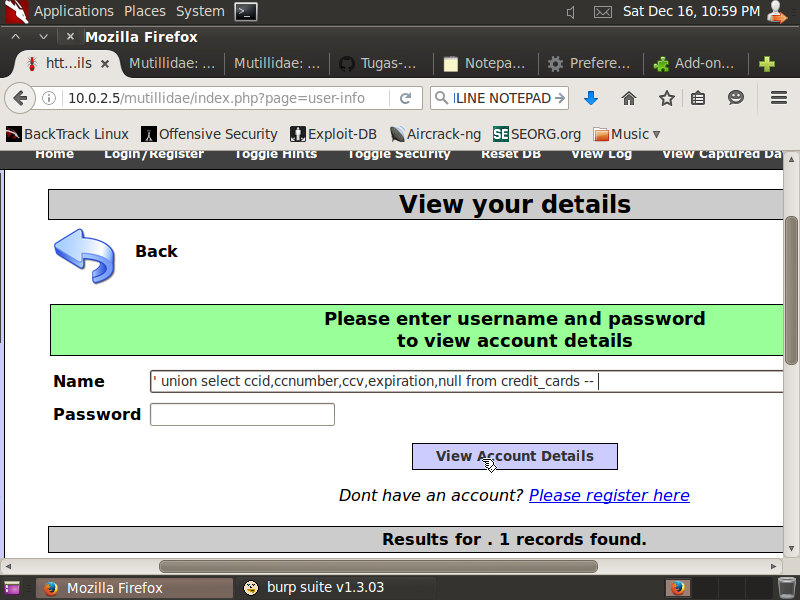 Applications Places System Sat Dec 16, 10:59 PM
Mozilla Firefox
htt...ils Mutillidae: ... Mutillidae: ... Tugas-... Notepa... Prefere... Add-on...
10.0.2.5/mutillidae/index.php?page=user-info ILINE NOTEPAD
BackTrack Linux Offensive Security Exploit-DB Aircrack-ng SE SEORG.org Music
Home Login/Register Toggle Hints Toggle Security Reset DB View Log View Captured Da
View your details
Back
Please enter username and password
to view account details
Name ' union select ccid,ccnumber,ccv,expiration,null from credit_cards --
Password
View Account Details
Dont have an account? Please register here
Results for . 1 records found.
Mozilla Firefox burp suite v1.3.03